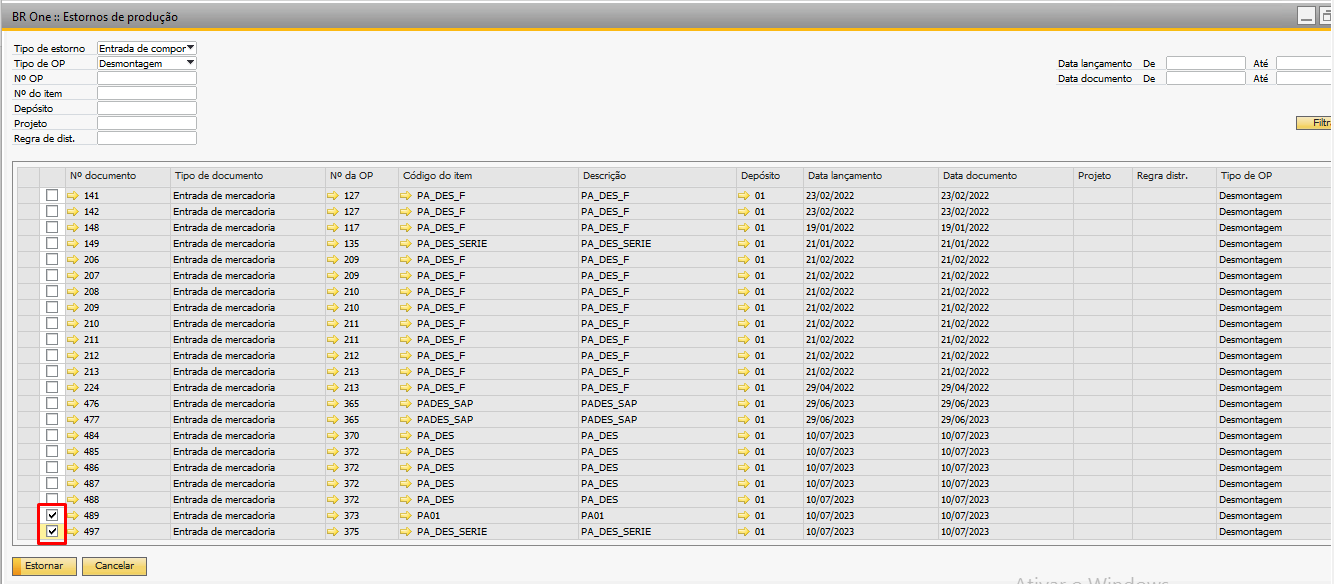 BR One :: Estornos de produção
Tipo de estorno Entrada de compor
Tipo de OP Desmontagem Data lançamento De Até
Nº OP Data documento De Até
Nº do item
Depósito
Projeto Filtra
Regra de dist.
Nº documento Tipo de documento Nº da OP Código do item Descrição Depósito Data lançamento Data documento Projeto Regra distr. Tipo de OP
141 Entrada de mercadoria 127 PA_DES_F PA_DES_F 01 23/02/2022 23/02/2022 Desmontagem
142 Entrada de mercadoria 127 PA_DES_F PA_DES_F 01 23/02/2022 23/02/2022 Desmontagem
148 Entrada de mercadoria 117 PA_DES_F PA_DES_F 01 19/01/2022 19/01/2022 Desmontagem
149 Entrada de mercadoria 135 PA_DES_SERIE PA_DES_SERIE 01 21/01/2022 21/01/2022 Desmontagem
206 Entrada de mercadoria 209 PA_DES_F PA_DES_F 01 21/02/2022 21/02/2022 Desmontagem
207 Entrada de mercadoria 209 PA_DES_F PA_DES_F 01 21/02/2022 21/02/2022 Desmontagem
208 Entrada de mercadoria 210 PA_DES_F PA_DES_F 01 21/02/2022 21/02/2022 Desmontagem
209 Entrada de mercadoria 210 PA_DES_F PA_DES_F 01 21/02/2022 21/02/2022 Desmontagem
210 Entrada de mercadoria 211 PA_DES_F PA_DES_F 01 21/02/2022 21/02/2022 Desmontagem
211 Entrada de mercadoria 211 PA_DES_F PA_DES_F 01 21/02/2022 21/02/2022 Desmontagem
212 Entrada de mercadoria 212 PA_DES_F PA_DES_F 01 21/02/2022 21/02/2022 Desmontagem
213 Entrada de mercadoria 213 PA_DES_F PA_DES_F 01 21/02/2022 21/02/2022 Desmontagem
224 Entrada de mercadoria 213 PA_DES_F PA_DES_F 01 29/04/2022 29/04/2022 Desmontagem
476 Entrada de mercadoria 365 PADES_SAP PADES_SAP 01 29/06/2023 29/06/2023 Desmontagem
477 Entrada de mercadoria 365 PADES_SAP PADES_SAP 01 29/06/2023 29/06/2023 Desmontagem
484 Entrada de mercadoria 370 PA_DES PA_DES 01 10/07/2023 10/07/2023 Desmontagem
485 Entrada de mercadoria 372 PA_DES PA_DES 01 10/07/2023 10/07/2023 Desmontagem
486 Entrada de mercadoria 372 PA_DES PA_DES 01 10/07/2023 10/07/2023 Desmontagem
487 Entrada de mercadoria 372 PA_DES PA_DES 01 10/07/2023 10/07/2023 Desmontagem
488 Entrada de mercadoria 372 PA_DES PA_DES 01 10/07/2023 10/07/2023 Desmontagem
489 Entrada de mercadoria 373 PA01 PA01 01 10/07/2023 10/07/2023 Desmontagem
497 Entrada de mercadoria 375 PA_DES_SERIE PA_DES_SERIE 01 10/07/2023 10/07/2023 Desmontagem
Estornar Cancelar
Ativar o Windows